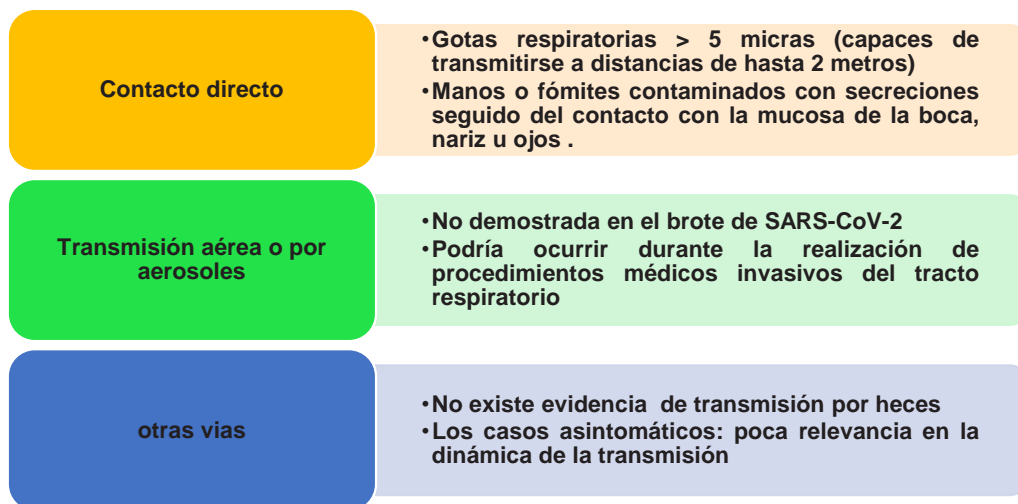 Contacto directo
•Gotas respiratorias > 5 micras (capaces de
transmitirse a distancias de hasta 2 metros)
•Manos o fómites contaminados con secreciones
seguido del contacto con la mucosa de la boca,
nariz u ojos .
Transmisión aérea o por
aerosoles
•No demostrada en el brote de SARS-CoV-2
•Podría ocurrir durante la realización de
procedimientos médicos invasivos del tracto
respiratorio
otras vias
•No existe evidencia de transmisión por heces
•Los casos asintomáticos: poca relevancia en la
dinámica de la transmisión